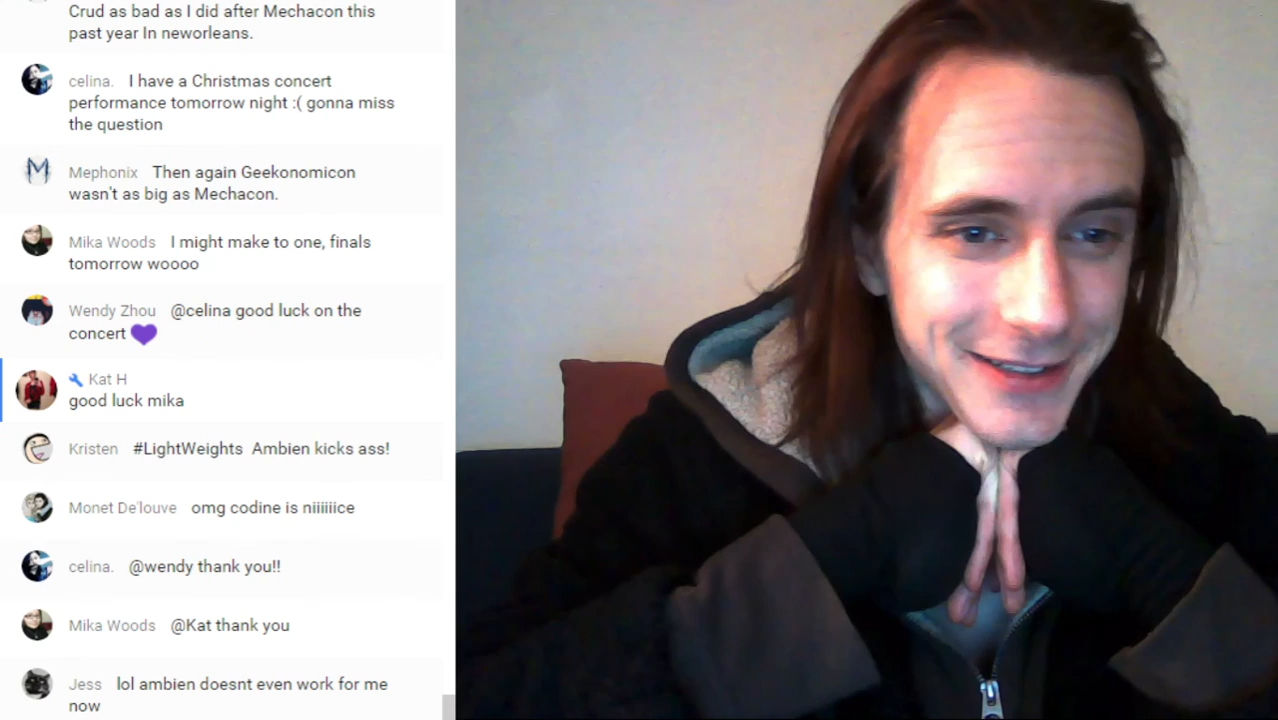 Crud as bad as I did after Mechacon this
past year In neworleans.
celina. I have a Christmas concert
performance tomorrow night :( gonna miss
the question
Mephonix Then again Geekonomicon
wasn't as big as Mechacon.
Mika Woods I might make to one, finals
tomorrow woooo
Wendy Zhou @celina good luck on the
concert 💜
Kat H
good luck mika
Kristen #LightWeights Ambien kicks ass!
Monet De'louve omg codine is niiiiiice
celina. @wendy thank you!!
Mika Woods @Kat thank you
Jess lol ambien doesnt even work for me
now